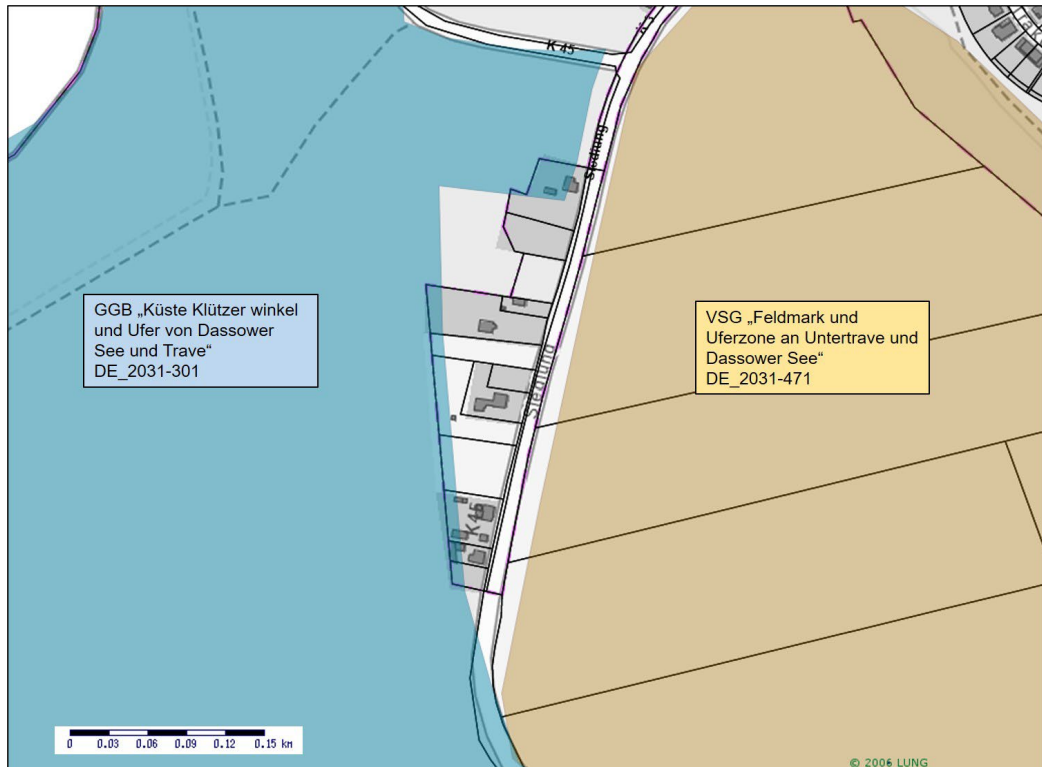 K 45
Siedlung
GGB „Küste Klützer winkel
und Ufer von Dassower
See und Trave“
DE_2031-301
VSG „Feldmark und
Uferzone an Untertrave und
Dassower See“
DE_2031-471
Siedlung
K45
0 0.03 0.06 0.09 0.12 0.15 km
© 2006 LUNG